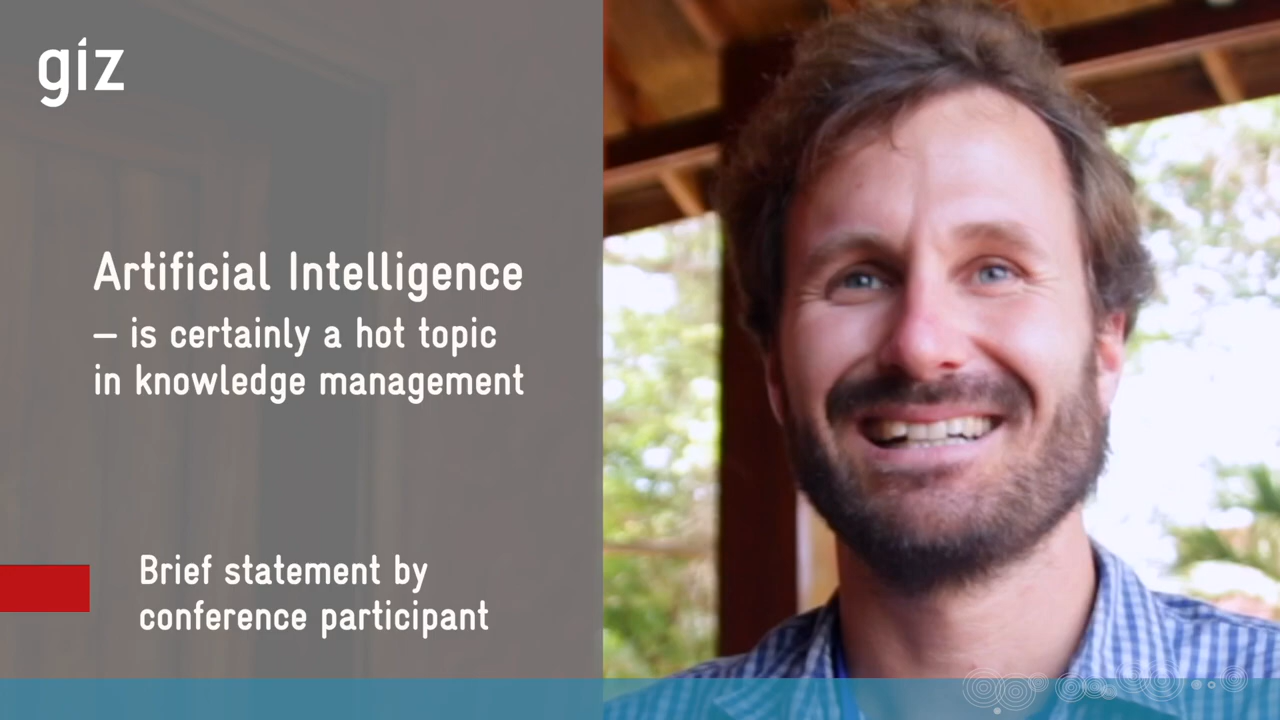 giz
Artificial Intelligence
– is certainly a hot topic
in knowledge management
Brief statement by
conference participant